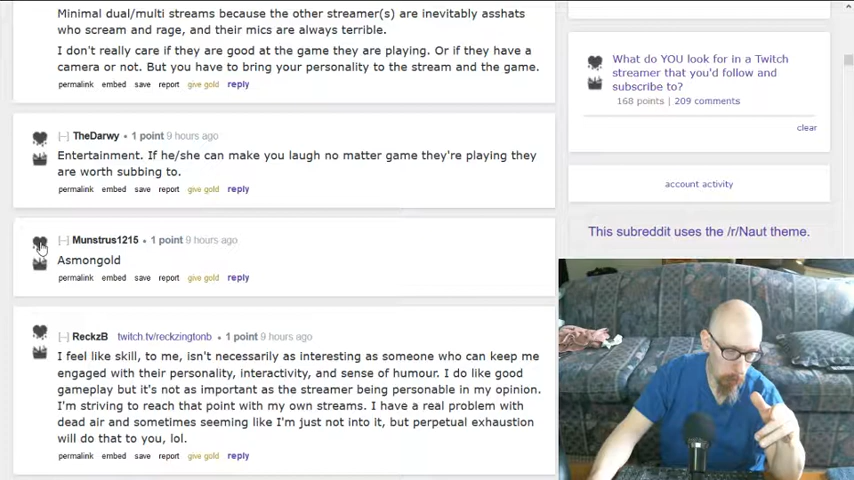 Minimal dual/multi streams because the other streamer(s) are inevitably asshats
who scream and rage, and their mics are always terrible.
I don't really care if they are good at the game they are playing. Or if they have a
camera or not. But you have to bring your personality to the stream and the game.
permalink embed save report give gold reply
[–] TheDarwy • 1 point 9 hours ago
Entertainment. If he/she can make you laugh no matter game they're playing they
are worth subbing to.
permalink embed save report give gold reply
[–] Munstrus1215 • 1 point 9 hours ago
Asmongold
permalink embed save report give gold reply
[–] ReckzB twitch.tv/reckzingtonb • 1 point 9 hours ago
I feel like skill, to me, isn't necessarily as interesting as someone who can keep me
engaged with their personality, interactivity, and sense of humour. I do like good
gameplay but it's not as important as the streamer being personable in my opinion.
I'm striving to reach that point with my own streams. I have a real problem with
dead air and sometimes seeming like I'm just not into it, but perpetual exhaustion
will do that to you, lol.
permalink embed save report give gold reply
What do YOU look for in a Twitch
streamer that you'd follow and
subscribe to?
168 points | 209 comments
clear
account activity
This subreddit uses the /r/Naut theme.